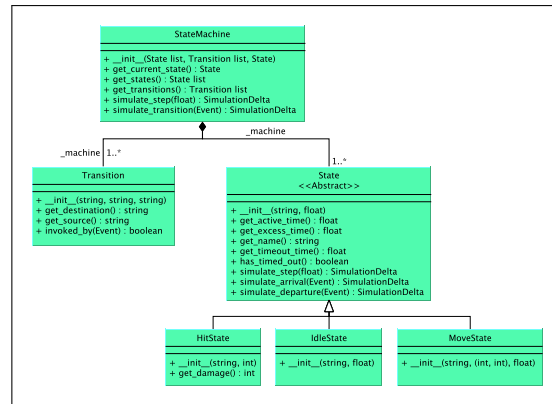 StateMachine
+ __init__(State list, Transition list, State)
+ get_current_state() : State
+ get_states() : State list
+ get_transitions() : Transition list
+ simulate_step(float) : SimulationDelta
+ simulate_transition(Event) : SimulationDelta
_machine
_machine 1..*
1..*
Transition
+ __init__(string, string, string)
+ get_destination() : string
+ get_source() : string
+ invoked_by(Event) : boolean
State
<<Abstract>>
+ __init__(string, float)
+ get_active_time() : float
+ get_excess_time() : float
+ get_name() : string
+ get_timeout_time() : float
+ has_timed_out() : boolean
+ simulate_step(float) : SimulationDelta
+ simulate_arrival(Event) : SimulationDelta
+ simulate_departure(Event) : SimulationDelta
HitState
+ __init__(string, int)
+ get_damage() : int
IdleState
+ __init__(string, float)
MoveState
+ __init__(string, (int, int), float)